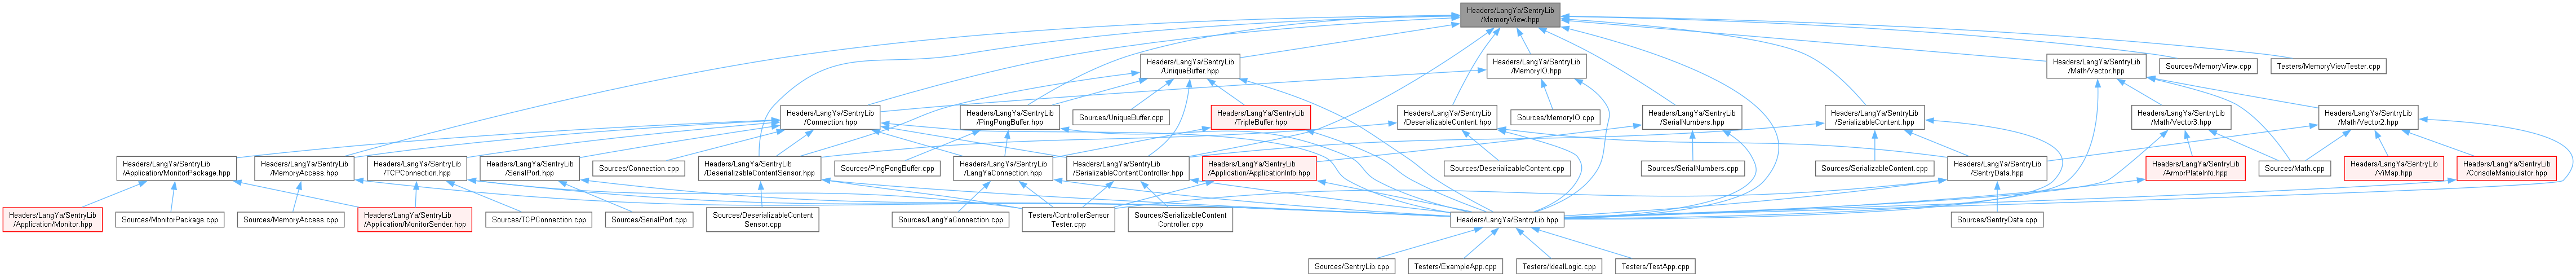 Headers/LangYa/SentryLib
/MemoryView.hpp
Headers/LangYa/SentryLib
/UniqueBuffer.hpp
Headers/LangYa/SentryLib
/MemoryIO.hpp
Headers/LangYa/SentryLib
/Math/Vector.hpp
Sources/MemoryView.cpp
Testers/MemoryViewTester.cpp
Headers/LangYa/SentryLib
/Connection.hpp
Headers/LangYa/SentryLib
/PingPongBuffer.hpp
Sources/UniqueBuffer.cpp
Headers/LangYa/SentryLib
/TripleBuffer.hpp
Headers/LangYa/SentryLib
/DeserializableContent.hpp
Sources/MemoryIO.cpp
Headers/LangYa/SentryLib
/SerialNumbers.hpp
Headers/LangYa/SentryLib
/SerializableContent.hpp
Headers/LangYa/SentryLib
/Math/Vector3.hpp
Headers/LangYa/SentryLib
/Math/Vector2.hpp
Headers/LangYa/SentryLib
/Application/MonitorPackage.hpp
Headers/LangYa/SentryLib
/MemoryAccess.hpp
Headers/LangYa/SentryLib
/TCPConnection.hpp
Headers/LangYa/SentryLib
/SerialPort.hpp
Sources/Connection.cpp
Headers/LangYa/SentryLib
/DeserializableContentSensor.hpp
Sources/PingPongBuffer.cpp
Headers/LangYa/SentryLib
/LangYaConnection.hpp
Headers/LangYa/SentryLib
/SerializableContentController.hpp
Headers/LangYa/SentryLib
/Application/ApplicationInfo.hpp
Sources/DeserializableContent.cpp
Sources/SerialNumbers.cpp
Sources/SerializableContent.cpp
Headers/LangYa/SentryLib
/SentryData.hpp
Headers/LangYa/SentryLib
/ArmorPlateInfo.hpp
Sources/Math.cpp
Headers/LangYa/SentryLib
/ViMap.hpp
Headers/LangYa/SentryLib
/ConsoleManipulator.hpp
Headers/LangYa/SentryLib
/Application/Monitor.hpp
Sources/MonitorPackage.cpp
Sources/MemoryAccess.cpp
Headers/LangYa/SentryLib
/Application/MonitorSender.hpp
Sources/TCPConnection.cpp
Sources/SerialPort.cpp
Sources/DeserializableContent
Sensor.cpp
Sources/LangYaConnection.cpp
Testers/ControllerSensor
Tester.cpp
Sources/SerializableContent
Controller.cpp
Headers/LangYa/SentryLib.hpp
Sources/SentryData.cpp
Sources/SentryLib.cpp
Testers/ExampleApp.cpp
Testers/IdealLogic.cpp
Testers/TestApp.cpp